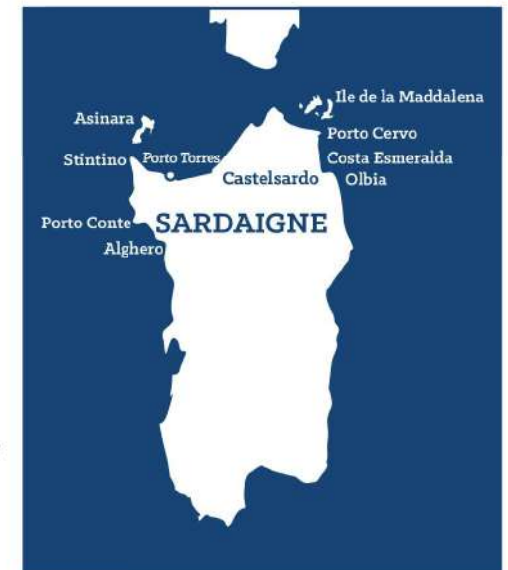 Ile de la Maddalena
Asinara
Porto Cervo
Stintino
Porto Torres
Costa Esmeralda
Castelsardo
Olbia
Porto Conte
SARDAIGNE
Alghero